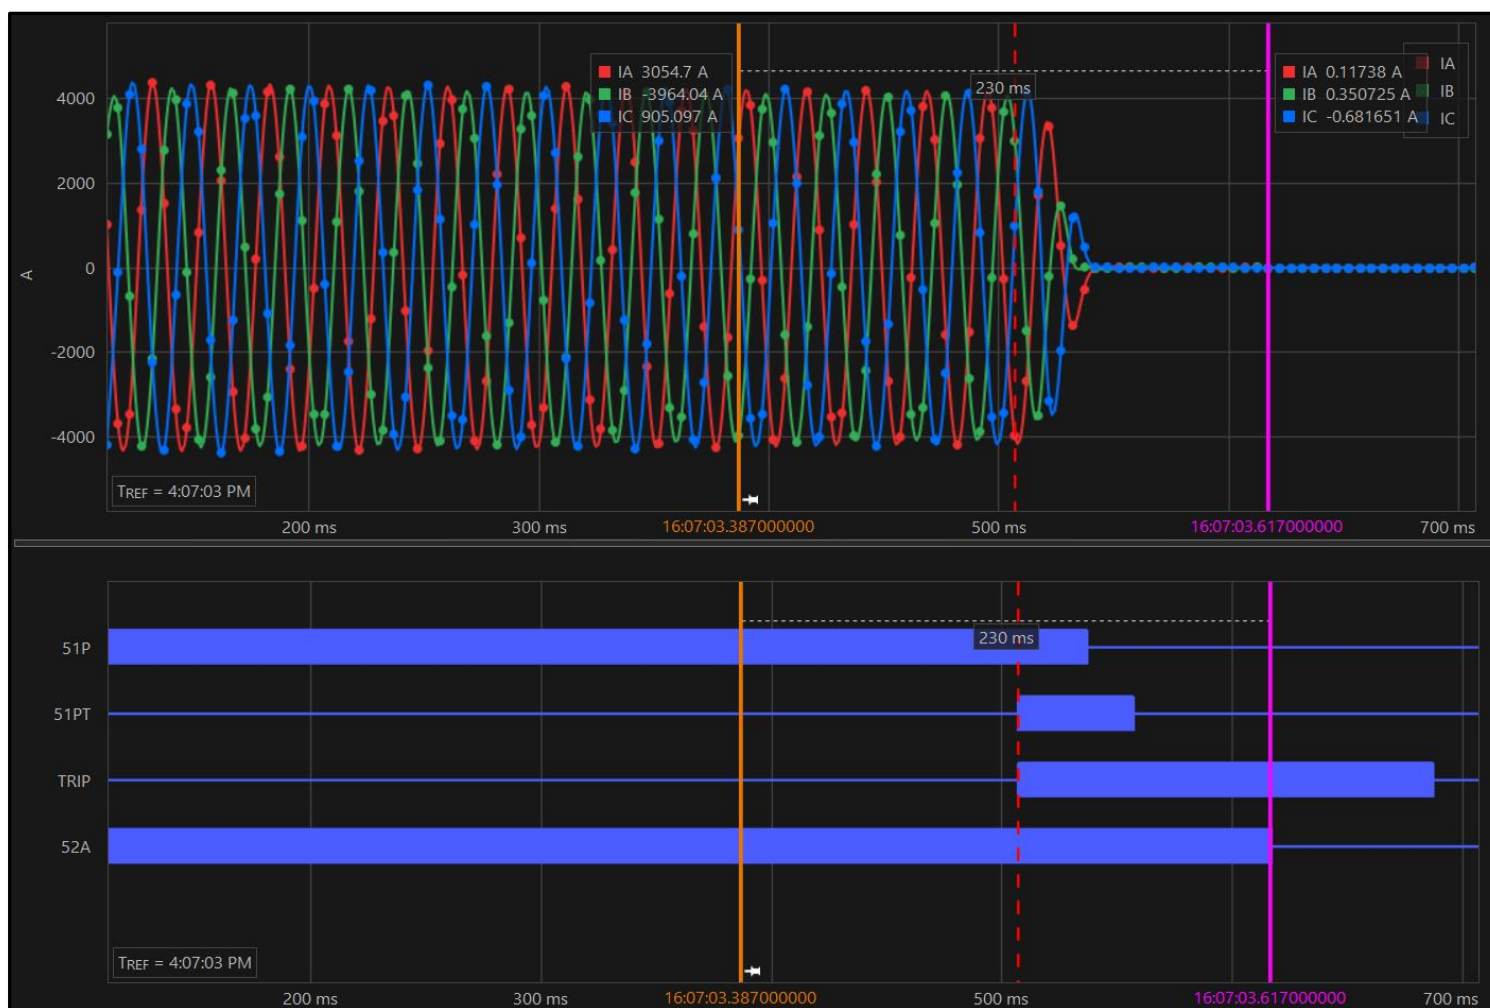 4000
2000
0
-2000
-4000
A
IA 3054.7 A
IB -3964.04 A
IC 905.097 A
230 ms
IA 0.11738 A
IB 0.350725 A
IC -0.681651 A
IA
IB
IC
TREF = 4:07:03 PM
200 ms
300 ms
16:07:03.387000000
500 ms
16:07:03.617000000
700 ms
51P
51PT
TRIP
52A
230 ms
TREF = 4:07:03 PM
200 ms
300 ms
16:07:03.387000000
500 ms
16:07:03.617000000
700 ms